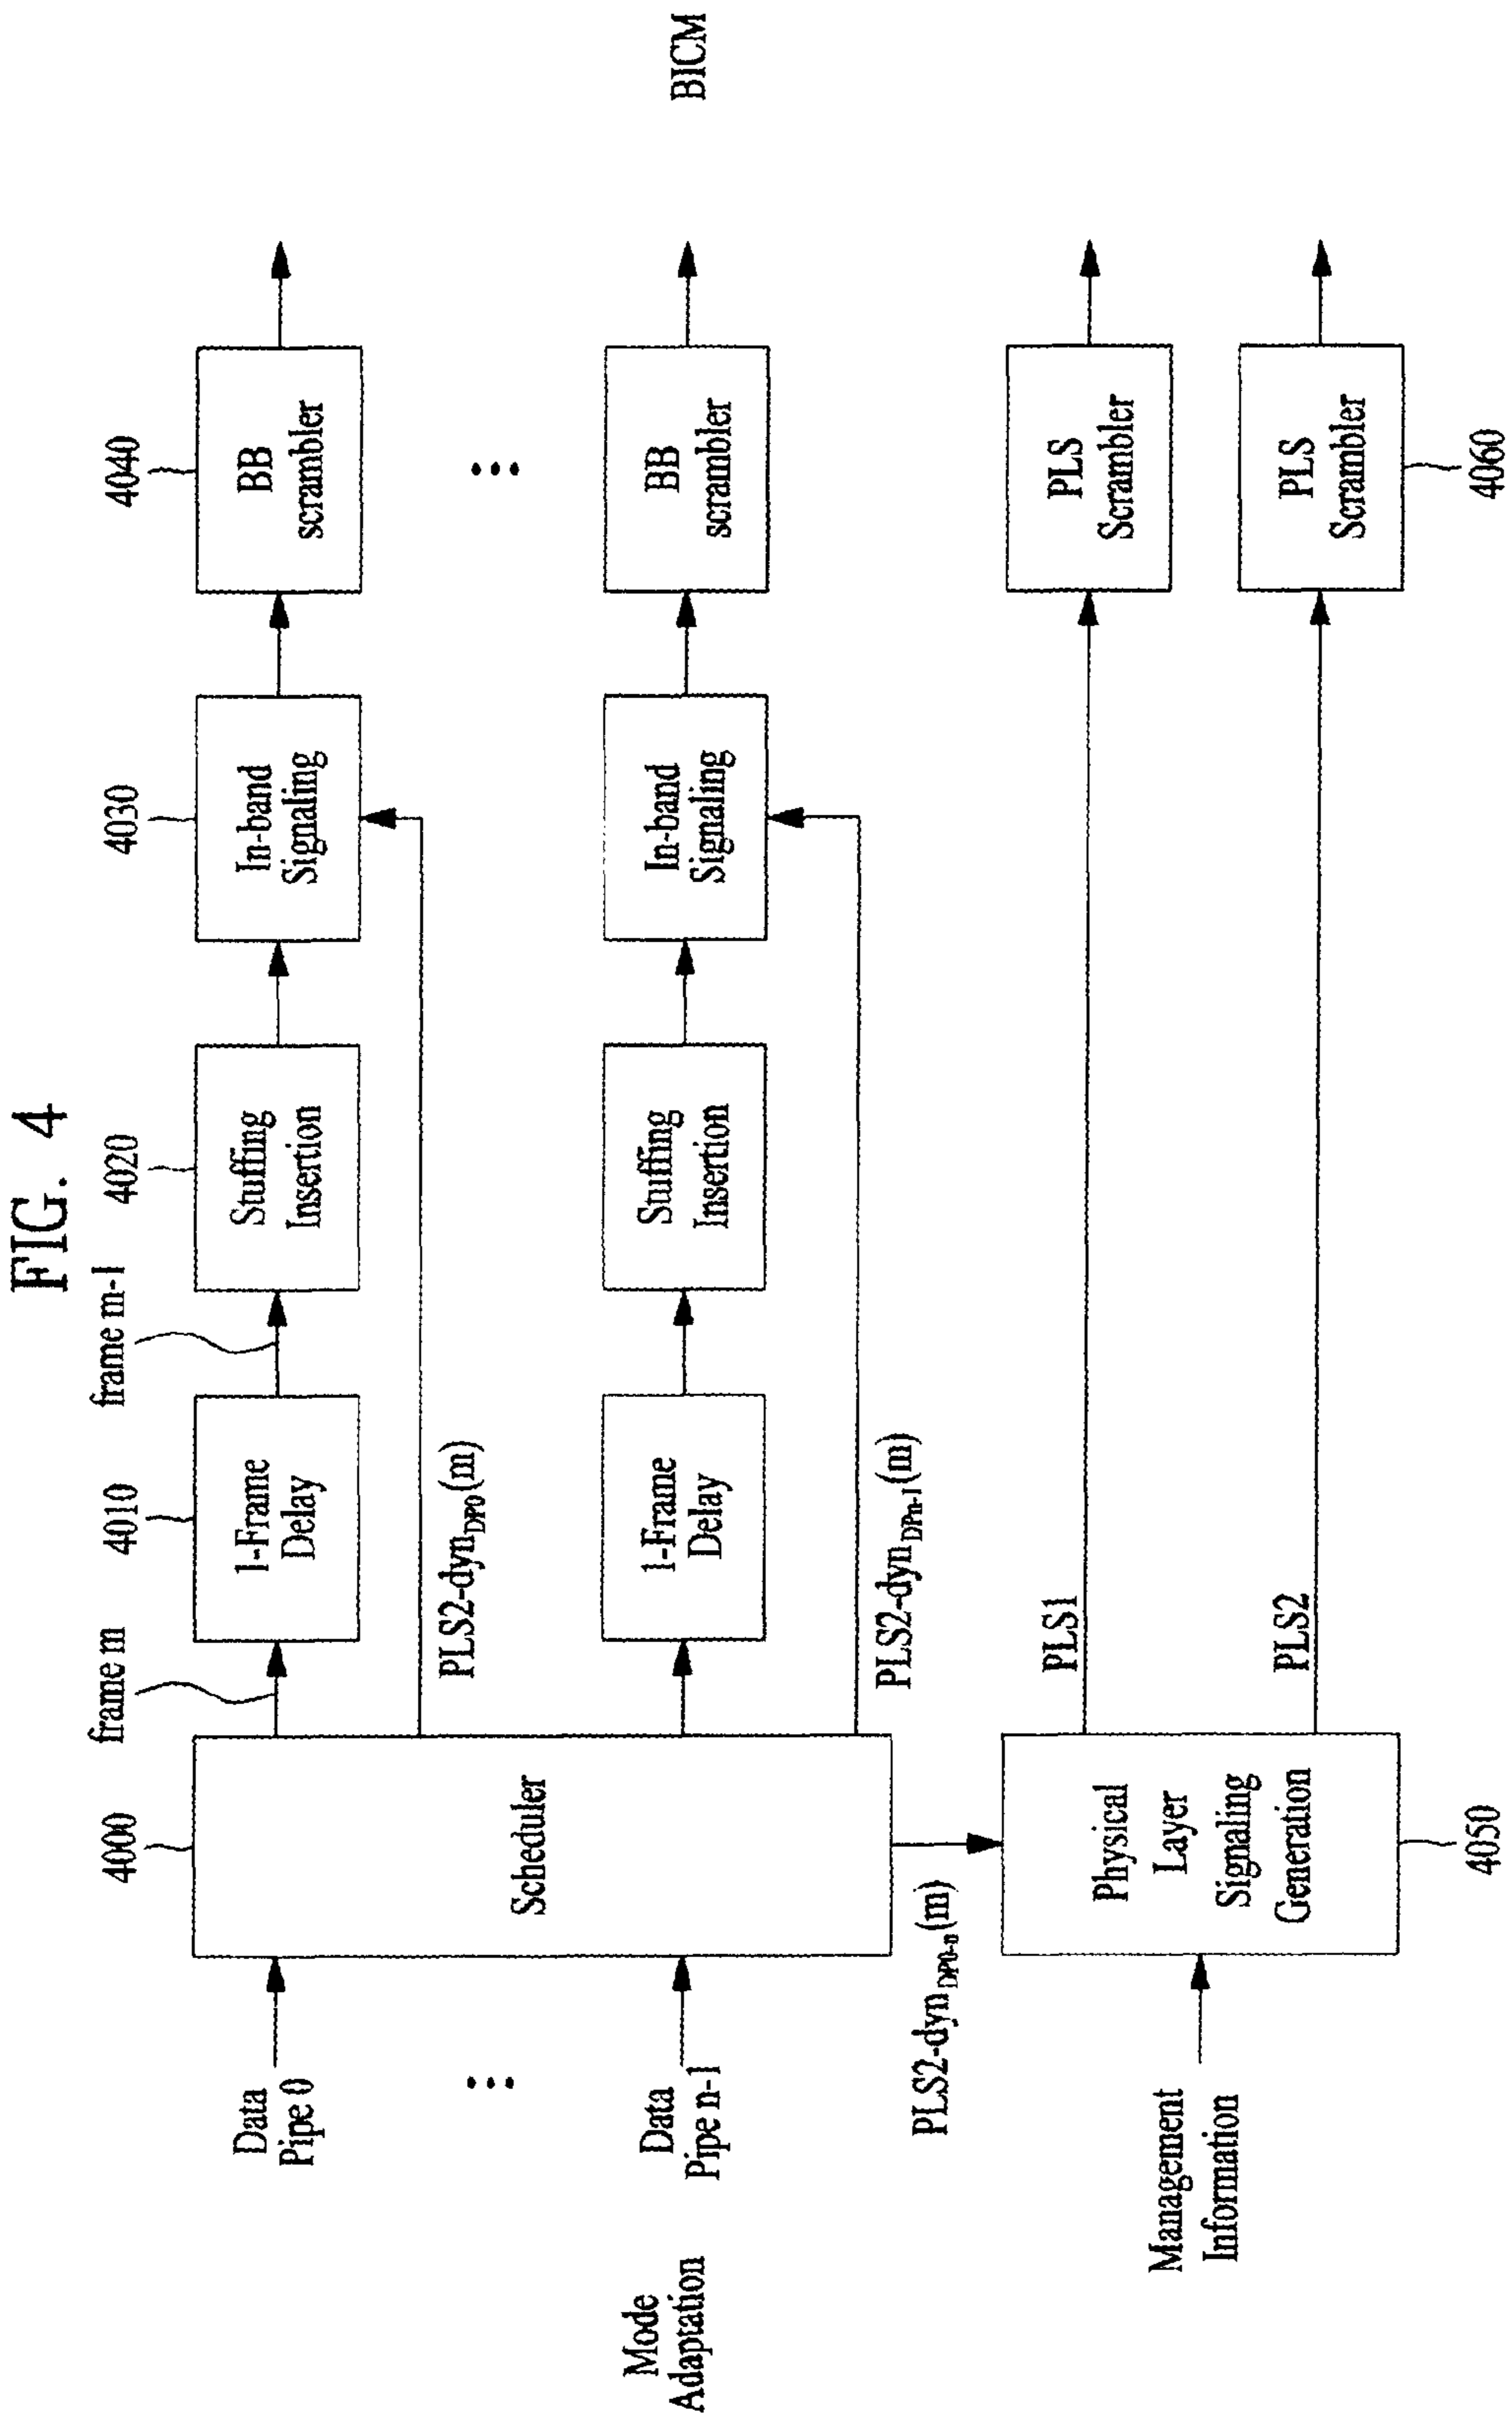 FIG. 4
Mode
Adaptation
Data
Pipe 0
•••
Data
Pipe n-1
Management
Information
4000
Scheduler
PLS2-dynDP0-n(m)
Physical
Layer
Signaling
Generation
4050
frame m
4010
1-Frame
Delay
frame m-1
4020
Stuffing
Insertion
4030
In-band
Signaling
4040
BB
scrambler
PLS2-dynDP0(m)
•••
1-Frame
Delay
Stuffing
Insertion
In-band
Signaling
BB
scrambler
PLS2-dynDPn-1(m)
BICM
PLS1
PLS
Scrambler
PLS2
PLS
Scrambler
4060